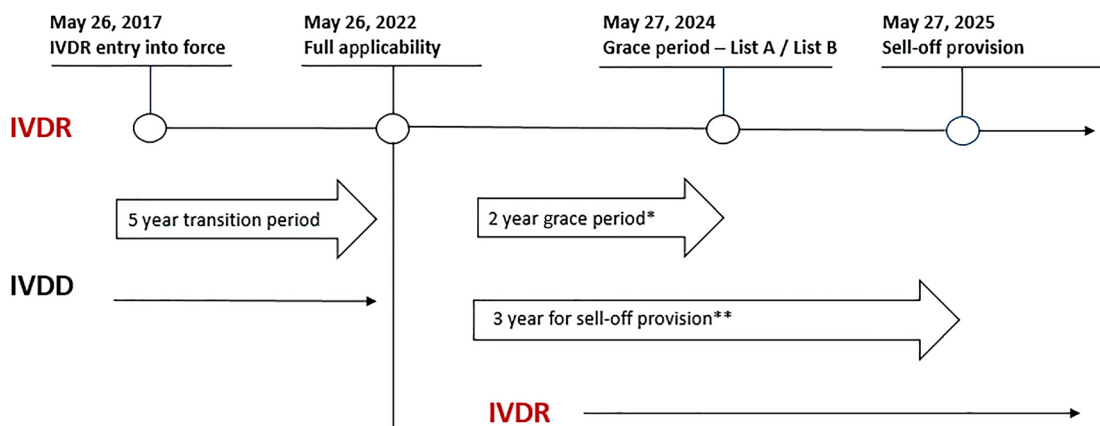 May 26, 2017
IVDR entry into force
May 26, 2022
Full applicability
May 27, 2024
Grace period – List A / List B
May 27, 2025
Sell-off provision
IVDR
5 year transition period
2 year grace period*
IVDD
3 year for sell-off provision**
IVDR